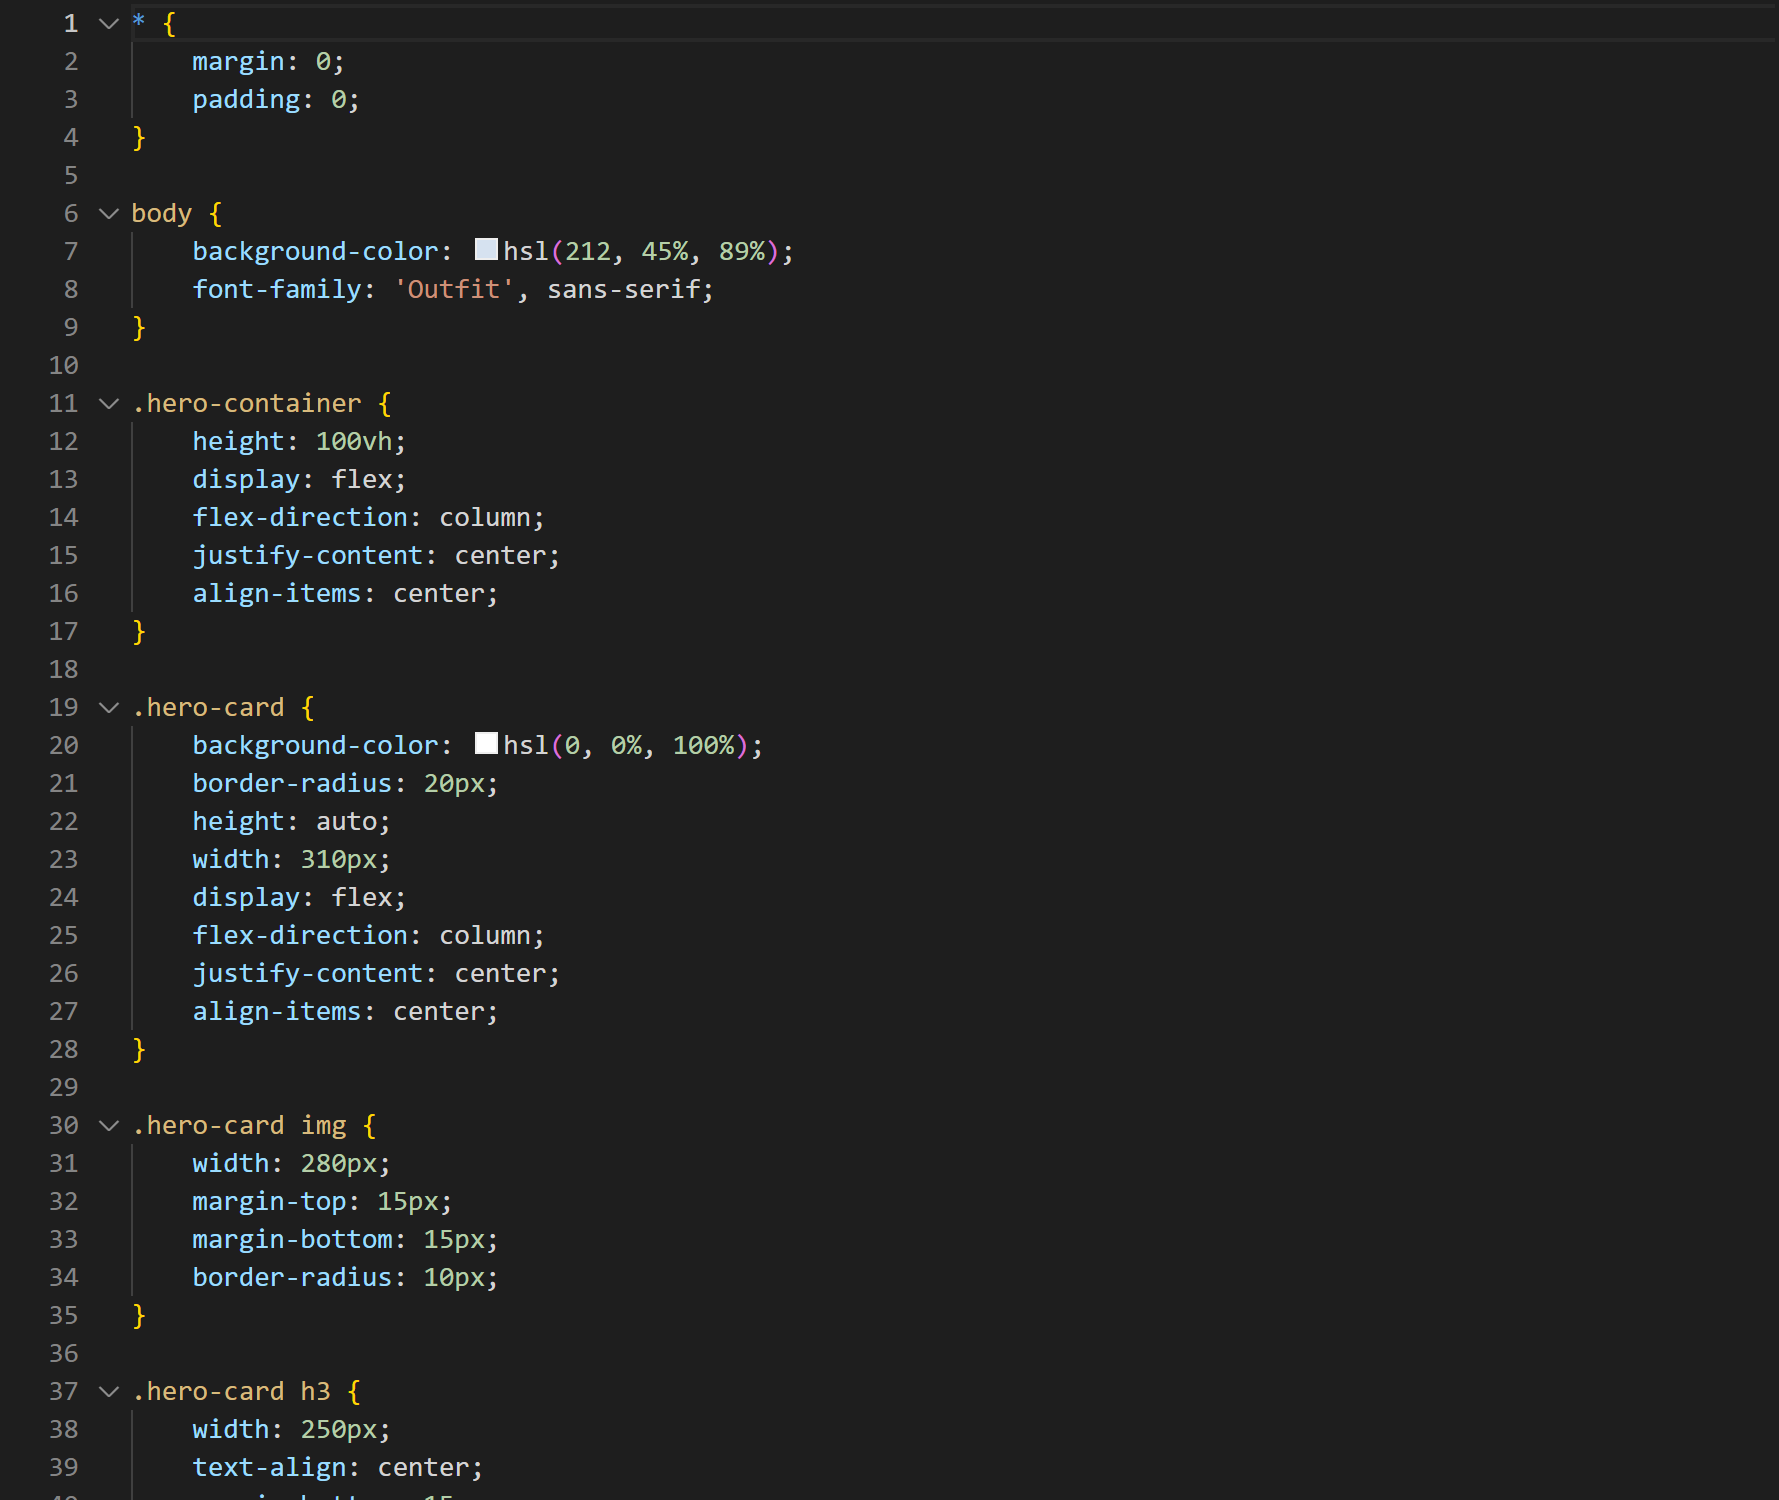 1 * {
2     margin: 0;
3     padding: 0;
4 }
5
6 body {
7     background-color: hsl(212, 45%, 89%);
8     font-family: 'Outfit', sans-serif;
9 }
10
11 .hero-container {
12     height: 100vh;
13     display: flex;
14     flex-direction: column;
15     justify-content: center;
16     align-items: center;
17 }
18
19 .hero-card {
20     background-color: hsl(0, 0%, 100%);
21     border-radius: 20px;
22     height: auto;
23     width: 310px;
24     display: flex;
25     flex-direction: column;
26     justify-content: center;
27     align-items: center;
28 }
29
30 .hero-card img {
31     width: 280px;
32     margin-top: 15px;
33     margin-bottom: 15px;
34     border-radius: 10px;
35 }
36
37 .hero-card h3 {
38     width: 250px;
39     text-align: center;